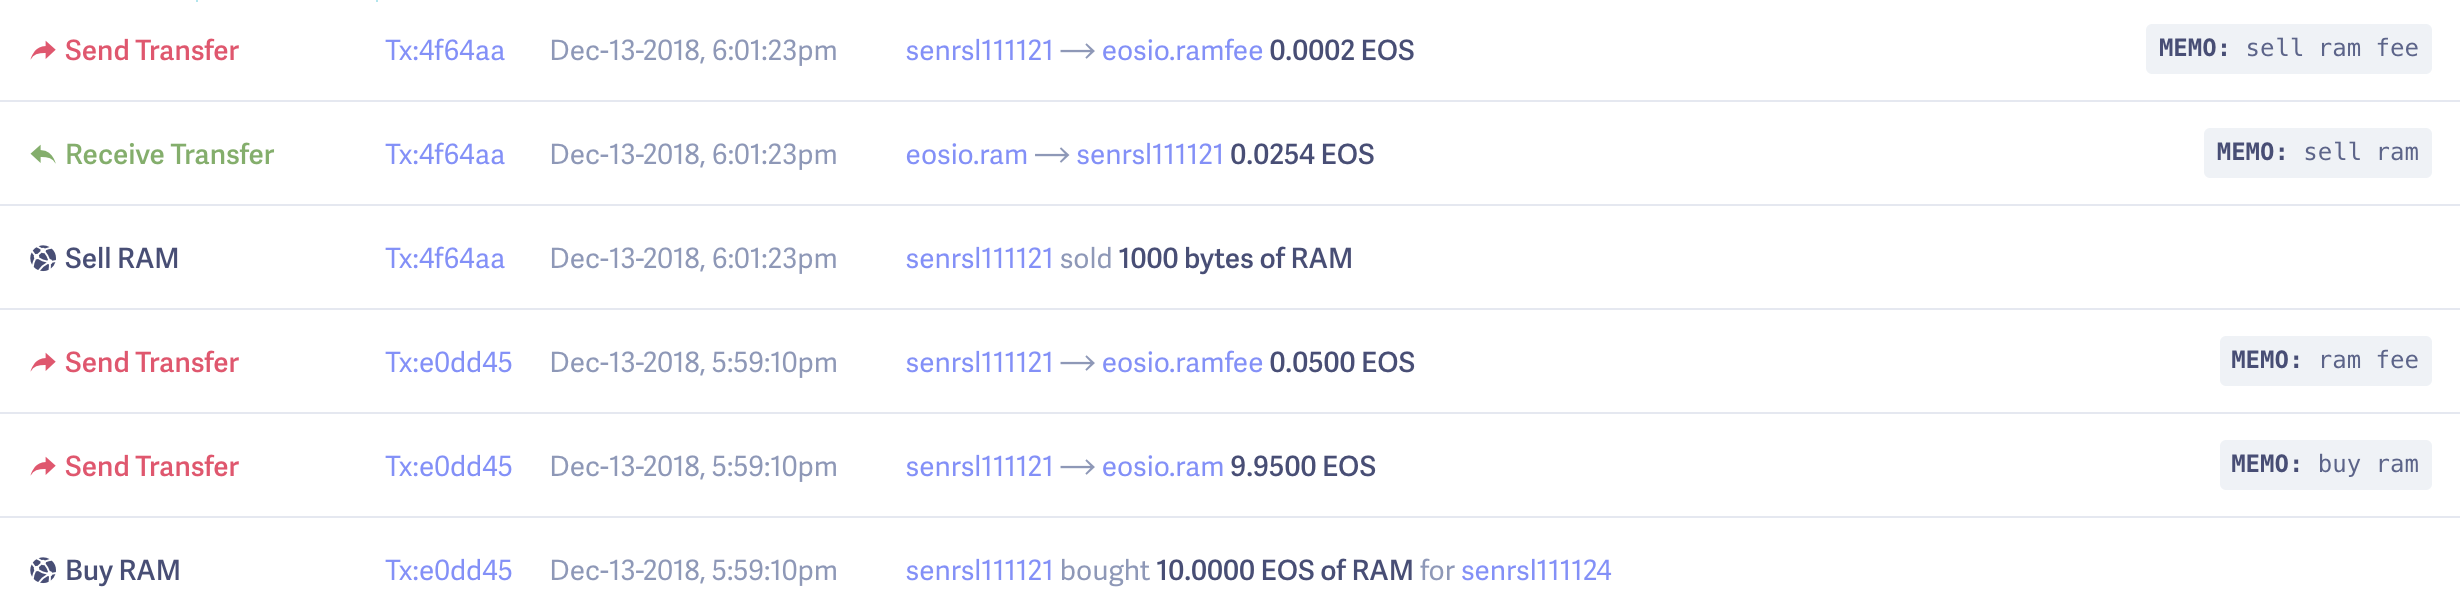 Send Transfer Tx:4f64aa Dec-13-2018, 6:01:23pm senrsl111121 → eosio.ramfee 0.0002 EOS MEMO: sell ram fee
Receive Transfer Tx:4f64aa Dec-13-2018, 6:01:23pm eosio.ram → senrsl111121 0.0254 EOS MEMO: sell ram
Sell RAM Tx:4f64aa Dec-13-2018, 6:01:23pm senrsl111121 sold 1000 bytes of RAM
Send Transfer Tx:e0dd45 Dec-13-2018, 5:59:10pm senrsl111121 → eosio.ramfee 0.0500 EOS MEMO: ram fee
Send Transfer Tx:e0dd45 Dec-13-2018, 5:59:10pm senrsl111121 → eosio.ram 9.9500 EOS MEMO: buy ram
Buy RAM Tx:e0dd45 Dec-13-2018, 5:59:10pm senrsl111121 bought 10.0000 EOS of RAM for senrsl111124